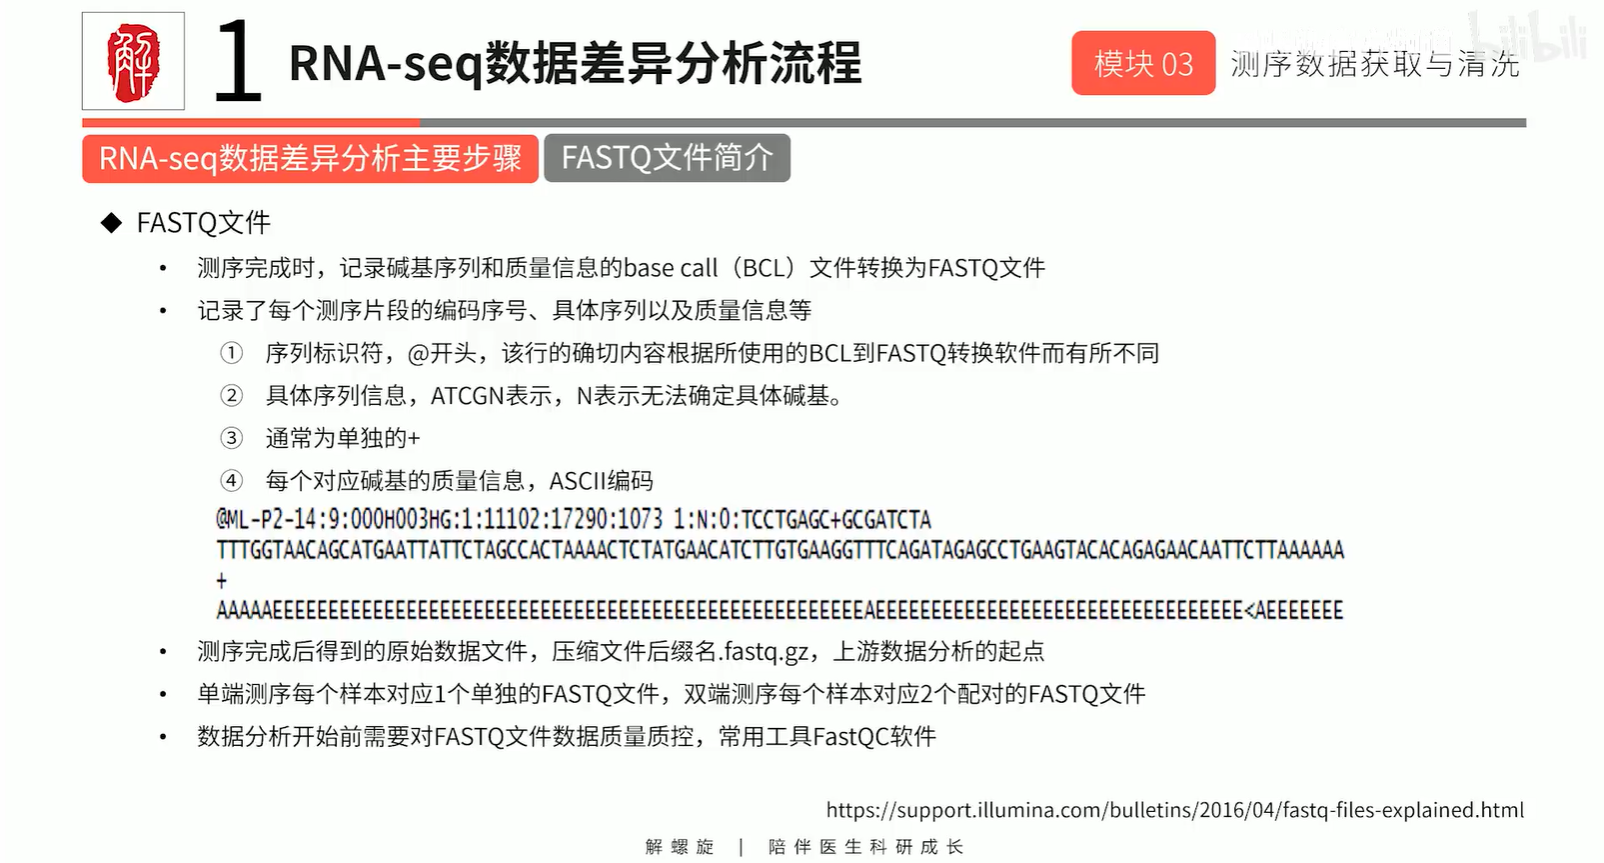 解
1
RNA-seq数据差异分析流程
模块 03
测序数据获取与清洗
bilibili
RNA-seq数据差异分析主要步骤
FASTQ文件简介
◆ FASTQ文件
• 测序完成时，记录碱基序列和质量信息的base call（BCL）文件转换为FASTQ文件
• 记录了每个测序片段的编码序号、具体序列以及质量信息等
① 序列标识符，@开头，该行的确切内容根据所使用的BCL到FASTQ转换软件而有所不同
② 具体序列信息，ATCGN表示，N表示无法确定具体碱基。
③ 通常为单独的+
④ 每个对应碱基的质量信息，ASCII编码
@ML-P2-14:9:000H003HG:1:11102:17290:1073 1:N:0:TCCTGAGC+GCGATCTA
TTTGGTAACAGCATGAATTATTCTAGCCACTAAAACTCTATGAACATCTTGTGAAGGTTTCAGATAGAGCCTGAAGTACACAGAGAACAATTCTTAAAAAA
+
AAAAAEEEEEEEEEEEEEEEEEEEEEEEEEEEEEEEEEEEEEEEEEEEEEEEEEEEEEAEEEEEEEEEEEEEEEEEEEEEEEEEEEEEEEEE<AEEEEEEE
• 测序完成后得到的原始数据文件，压缩文件后缀名.fastq.gz，上游数据分析的起点
• 单端测序每个样本对应1个单独的FASTQ文件，双端测序每个样本对应2个配对的FASTQ文件
• 数据分析开始前需要对FASTQ文件数据质量质控，常用工具FastQC软件
https://support.illumina.com/bulletins/2016/04/fastq-files-explained.html
解螺旋 | 陪伴医生科研成长